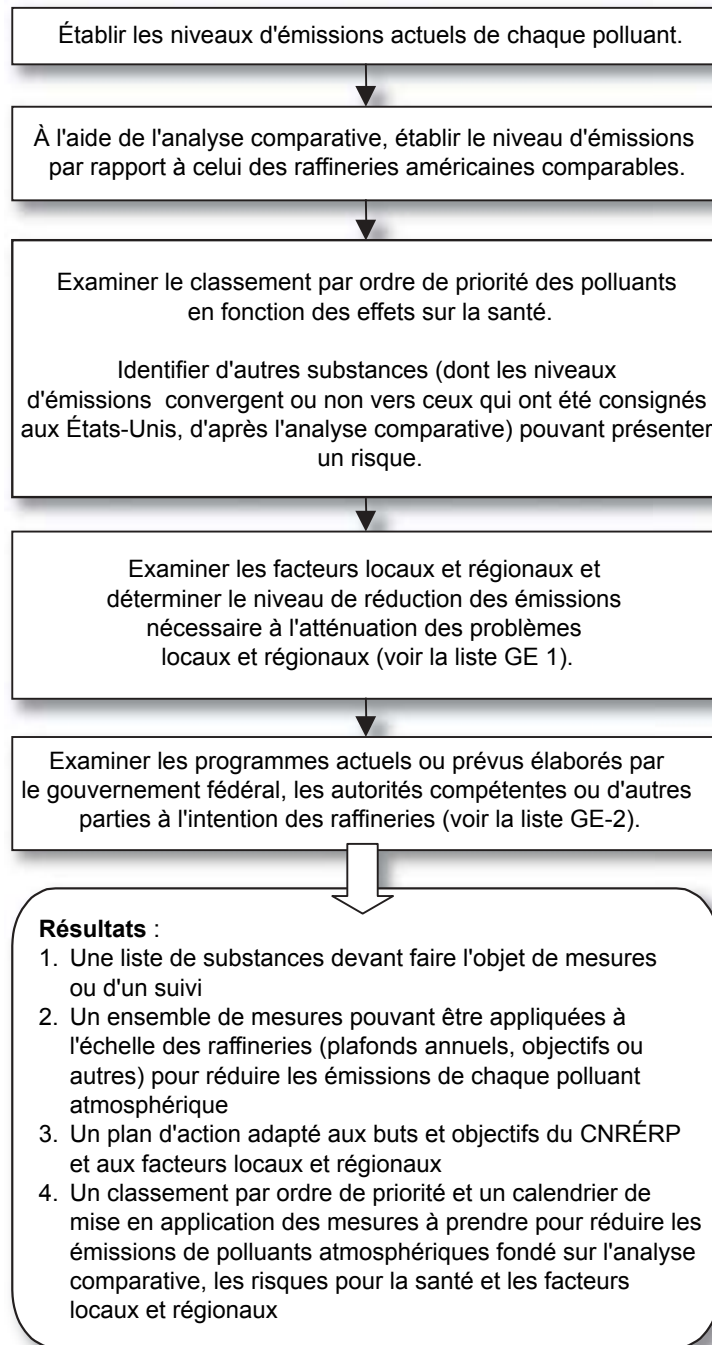 Établir les niveaux d'émissions actuels de chaque polluant.
À l'aide de l'analyse comparative, établir le niveau d'émissions
par rapport à celui des raffineries américaines comparables.
Examiner le classement par ordre de priorité des polluants
en fonction des effets sur la santé.
Identifier d'autres substances (dont les niveaux
d'émissions convergent ou non vers ceux qui ont été consignés
aux États-Unis, d'après l'analyse comparative) pouvant présenter
un risque.
Examiner les facteurs locaux et régionaux et
déterminer le niveau de réduction des émissions
nécessaire à l'atténuation des problèmes
locaux et régionaux (voir la liste GE 1).
Examiner les programmes actuels ou prévus élaborés par
le gouvernement fédéral, les autorités compétentes ou d'autres
parties à l'intention des raffineries (voir la liste GE-2).
Résultats :
1. Une liste de substances devant faire l'objet de mesures
ou d'un suivi
2. Un ensemble de mesures pouvant être appliquées à
l'échelle des raffineries (plafonds annuels, objectifs ou
autres) pour réduire les émissions de chaque polluant
atmosphérique
3. Un plan d'action adapté aux buts et objectifs du CNRÉRP
et aux facteurs locaux et régionaux
4. Un classement par ordre de priorité et un calendrier de
mise en application des mesures à prendre pour réduire les
émissions de polluants atmosphériques fondé sur l'analyse
comparative, les risques pour la santé et les facteurs
locaux et régionaux